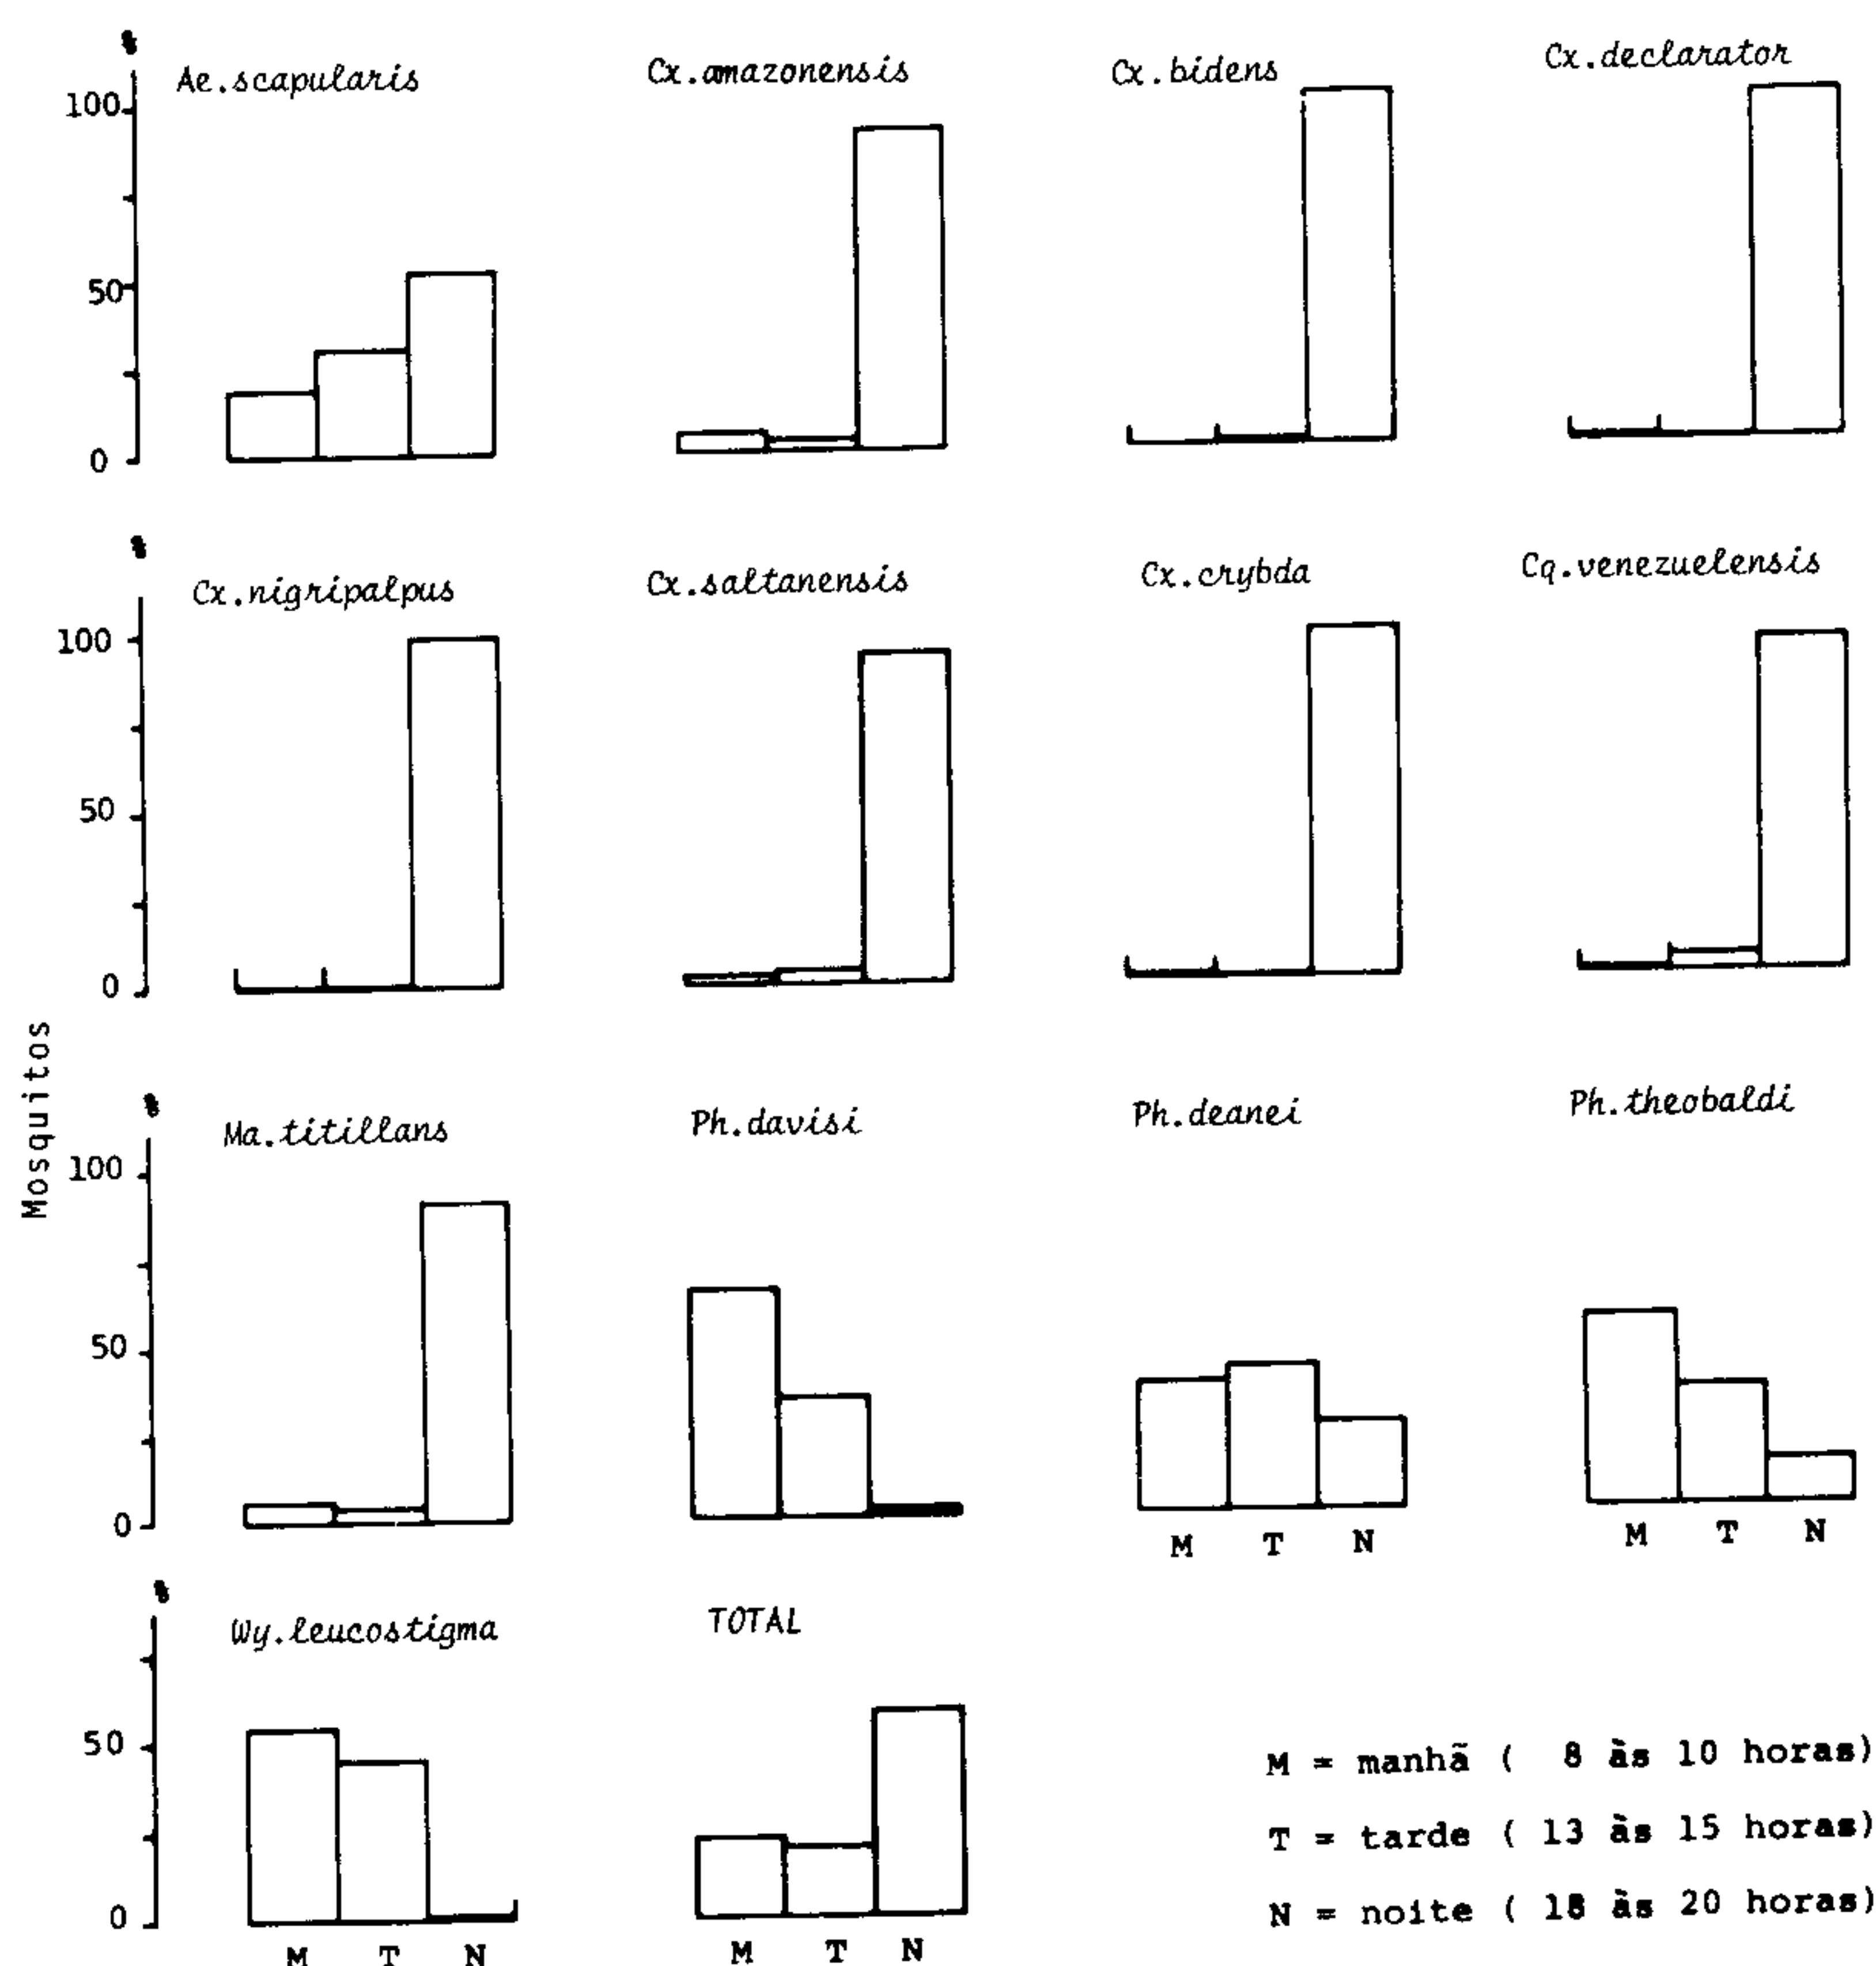 %
Ae.scapularis Cx.amazonensis Cx.bidens Cx.declarator
100
50
0
%
Cx.nigripalpus Cx.saltanensis Cx.crybda Cq.venezuelensis
100
50
0
Mosquitos
%
Ma.titillans Ph.davisi Ph.deanei Ph.theobaldi
100
50
0
M T N M T N
%
Wy.leucostigma TOTAL
50
0
M T N M T N
M = manhã ( 8 às 10 horas)
T = tarde ( 13 às 15 horas)
N = noite ( 18 às 20 horas)